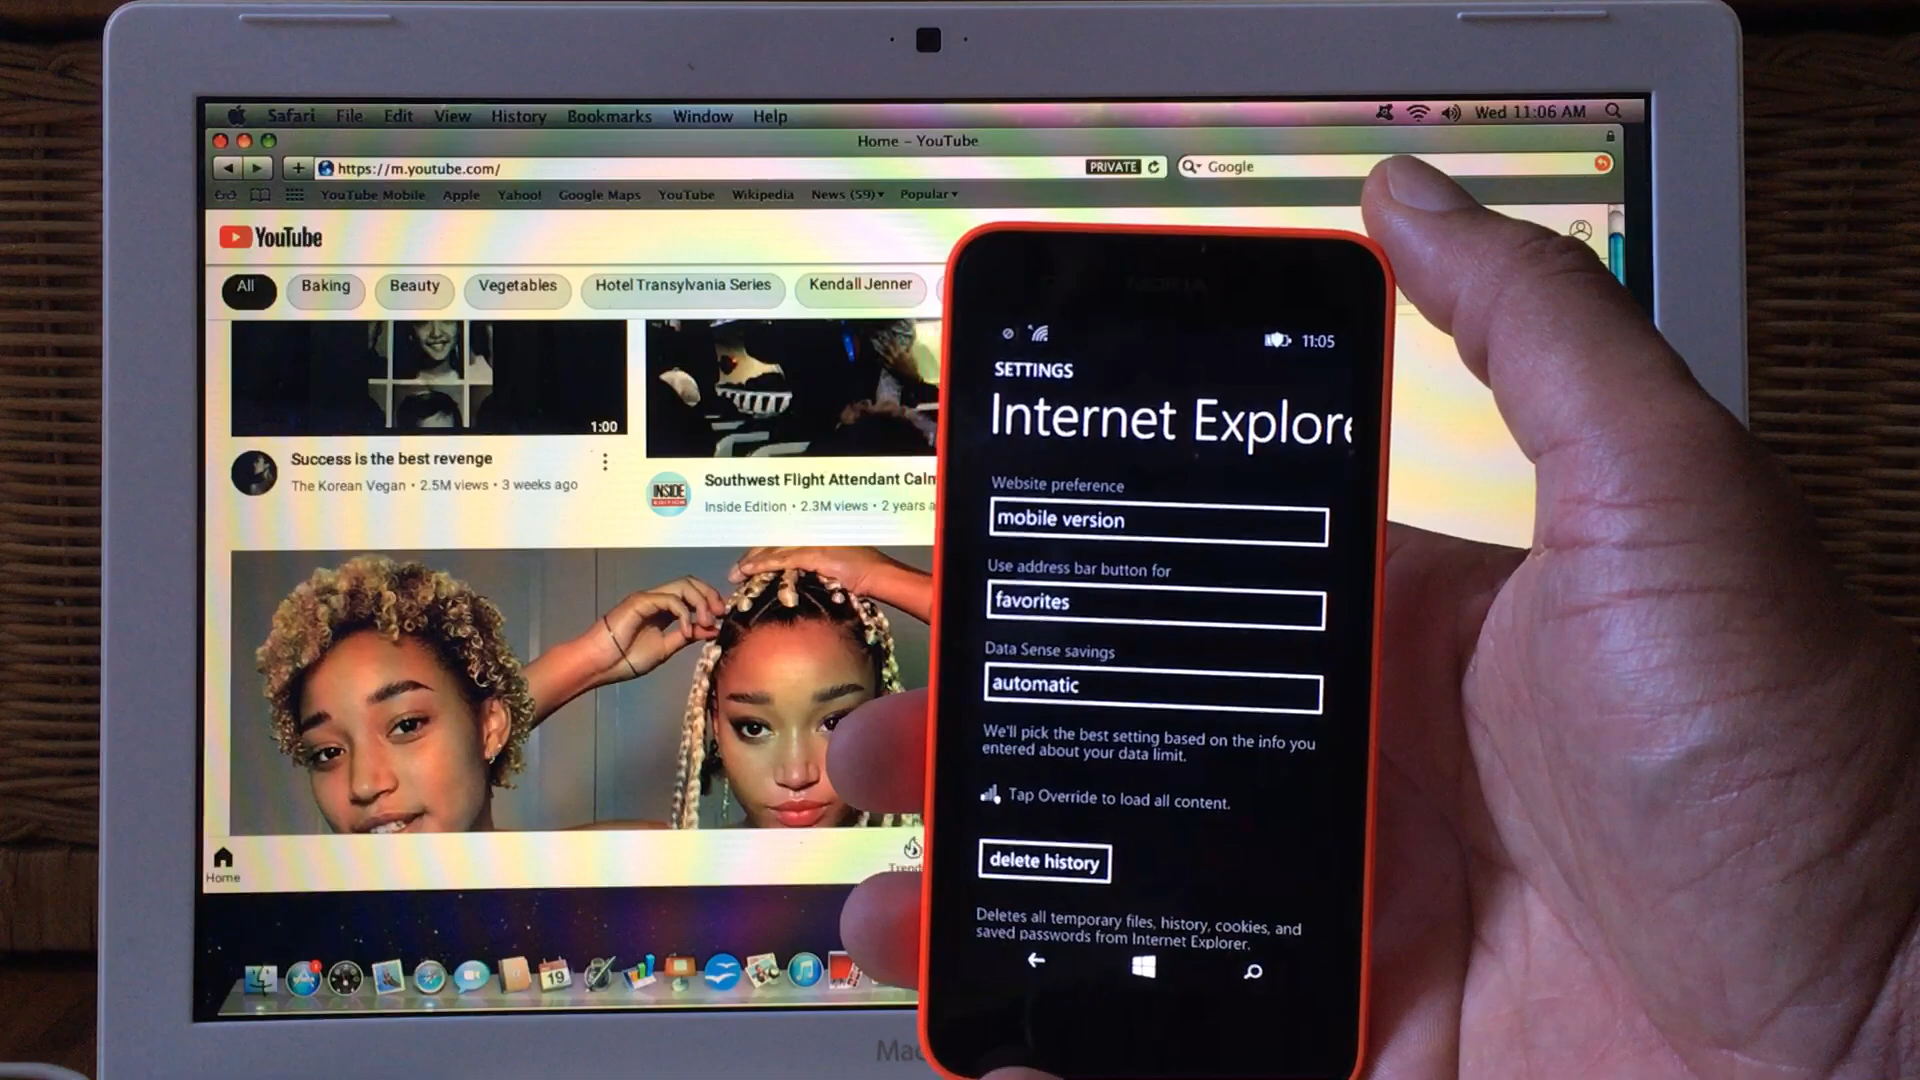 Safari File Edit View History Bookmarks Window Help
Wed 11:06 AM
Home – YouTube
https://m.youtube.com/
PRIVATE
Google
YouTube Mobile Apple Yahoo! Google Maps YouTube Wikipedia News (59) Popular
YouTube
All Baking Beauty Vegetables Hotel Transylvania Series Kendall Jenner
1:00
Success is the best revenge
The Korean Vegan • 2.5M views • 3 weeks ago
INSIDE
Southwest Flight Attendant Calm
Inside Edition • 2.3M views • 2 years a
Home
Trend
19
Mac
NOKIA
11:05
SETTINGS
Internet Explore
Website preference
mobile version
Use address bar button for
favorites
Data Sense savings
automatic
We'll pick the best setting based on the info you
entered about your data limit.
Tap Override to load all content.
delete history
Deletes all temporary files, history, cookies, and
saved passwords from Internet Explorer.